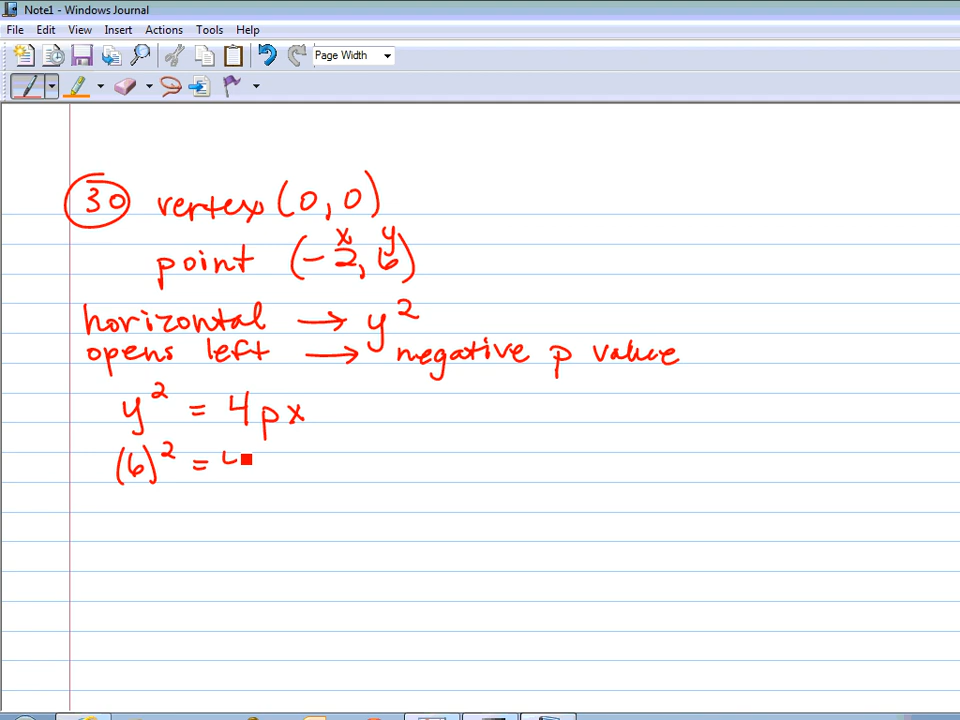 Note1 - Windows Journal
File Edit View Insert Actions Tools Help
Page Width
30 vertex (0, 0)
x y
point (-2, 6)
horizontal → y²
opens left → negative p value
y² = 4px
(6)² =